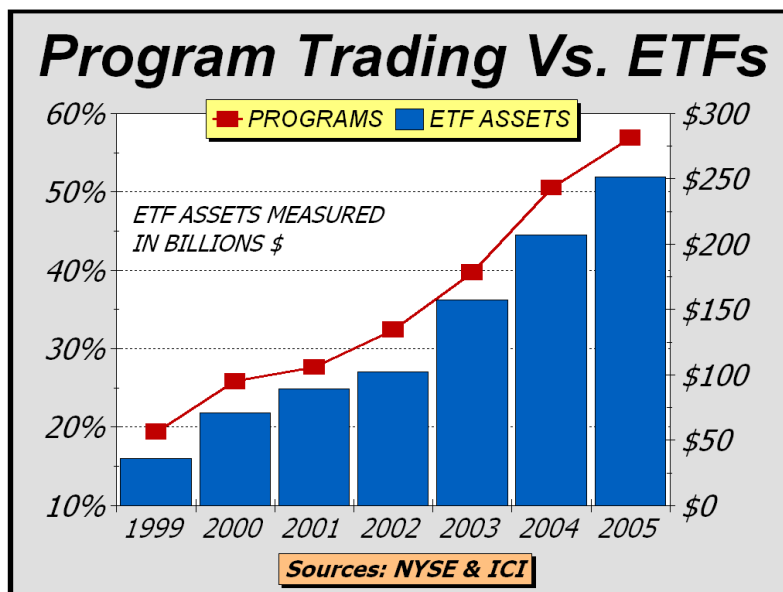 Program Trading Vs. ETFs
PROGRAMS ETF ASSETS
ETF ASSETS MEASURED
IN BILLIONS $
60% $300
50% $250
$200
40%
$150
30%
$100
20% $50
10% $0
1999 2000 2001 2002 2003 2004 2005
Sources: NYSE & ICI